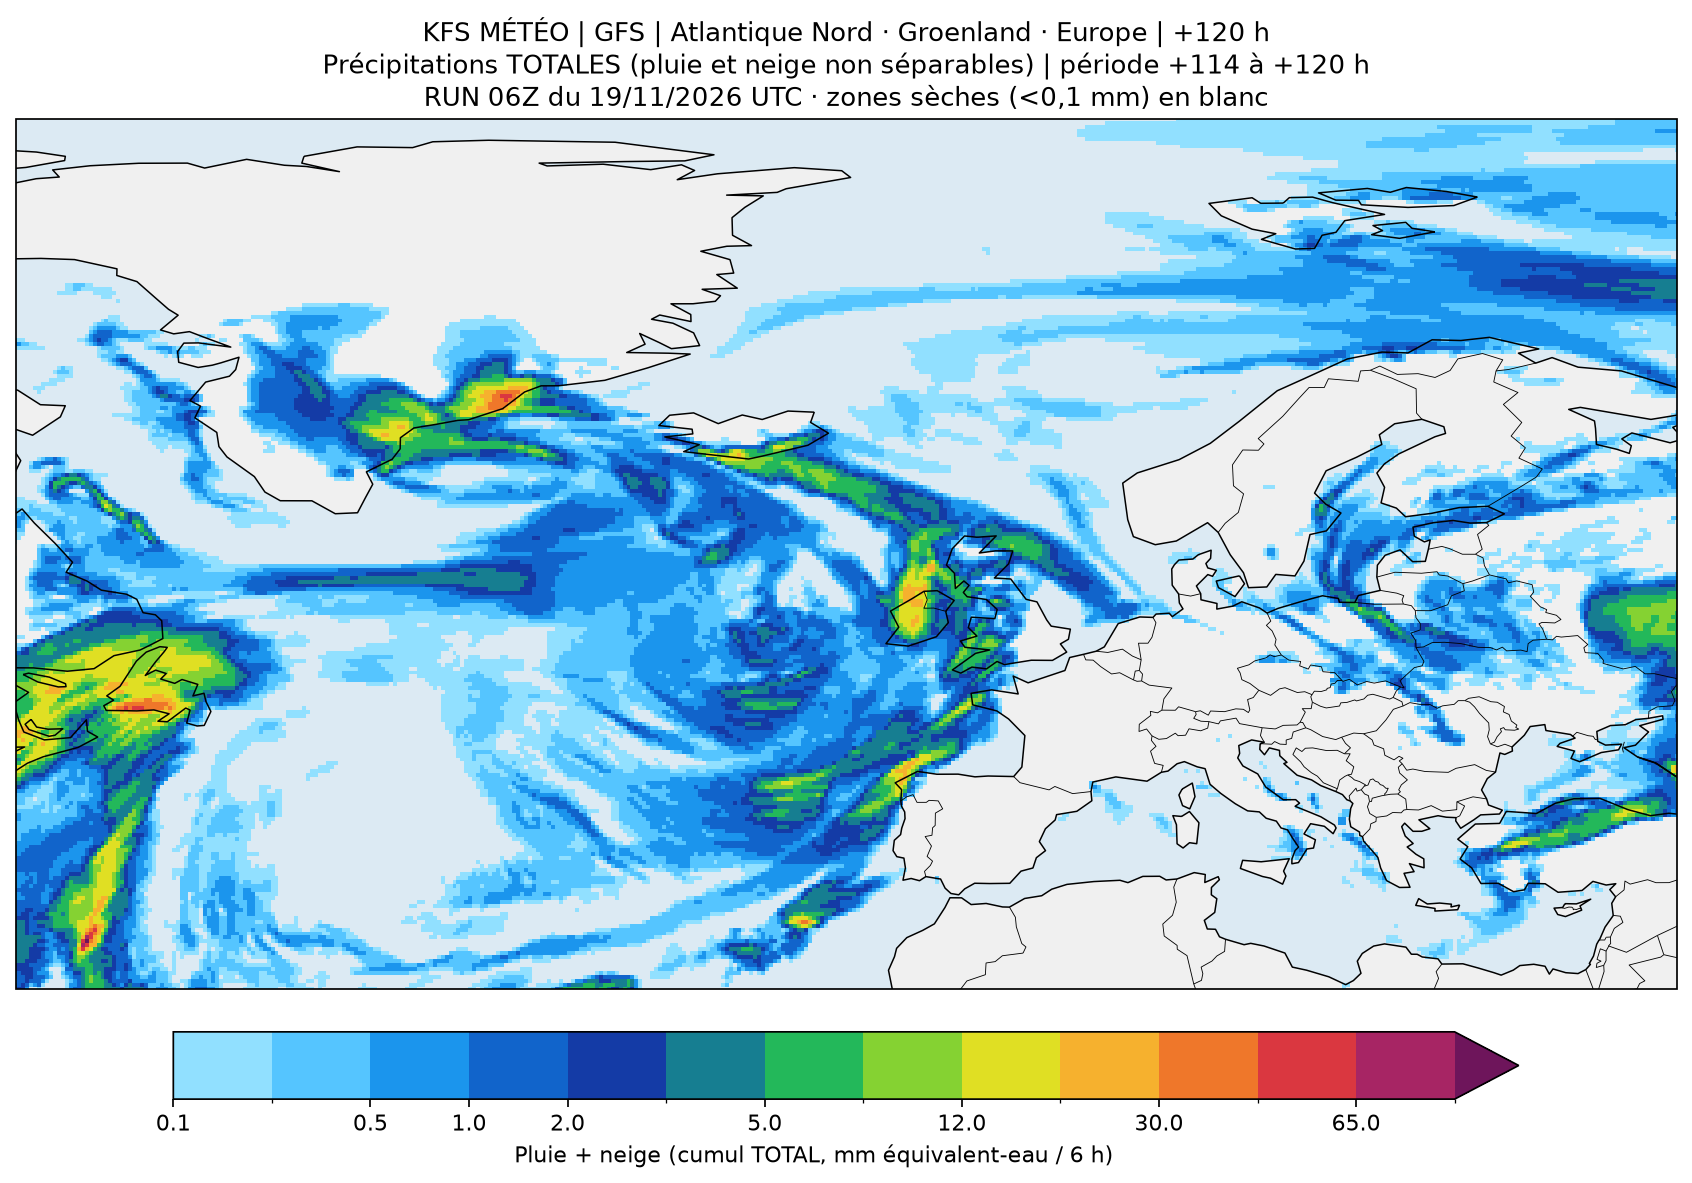 KFS MÉTÉO | GFS | Atlantique Nord · Groenland · Europe | +120 h
Précipitations TOTALES (pluie et neige non séparables) | période +114 à +120 h
RUN 06Z du 19/11/2026 UTC · zones sèches (<0,1 mm) en blanc
0.1 0.5 1.0 2.0 5.0 12.0 30.0 65.0
Pluie + neige (cumul TOTAL, mm équivalent-eau / 6 h)